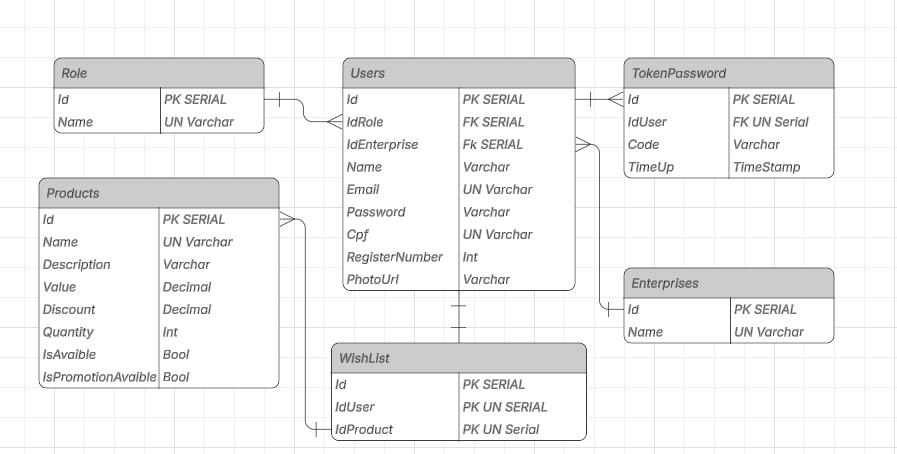 Role
Id PK SERIAL
Name UN Varchar
Users
Id PK SERIAL
IdRole FK SERIAL
IdEnterprise Fk SERIAL
Name Varchar
Email UN Varchar
Password Varchar
Cpf UN Varchar
RegisterNumber Int
PhotoUrl Varchar
TokenPassword
Id PK SERIAL
IdUser FK UN Serial
Code Varchar
TimeUp TimeStamp
Products
Id PK SERIAL
Name UN Varchar
Description Varchar
Value Decimal
Discount Decimal
Quantity Int
IsAvaible Bool
IsPromotionAvaible Bool
Enterprises
Id PK SERIAL
Name UN Varchar
WishList
Id PK SERIAL
IdUser PK UN SERIAL
IdProduct PK UN Serial